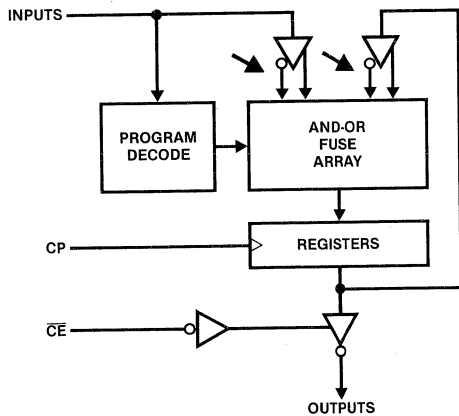 INPUTS
PROGRAM
DECODE
AND-OR
FUSE
ARRAY
CP
REGISTERS
CE
OUTPUTS